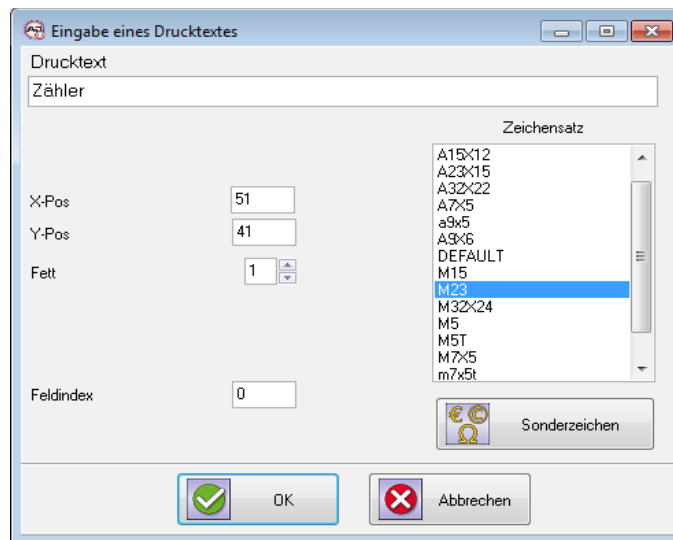 Eingabe eines Drucktextes
Drucktext
Zähler
Zeichensatz
A15X12
A23X15
A32X22
A7X5
a9x5
A9X6
DEFAULT
M15
M23
M32X24
M5
M5T
M7X5
m7x5t
X-Pos 51
Y-Pos 41
Fett 1
Feldindex 0
Sonderzeichen
OK Abbrechen